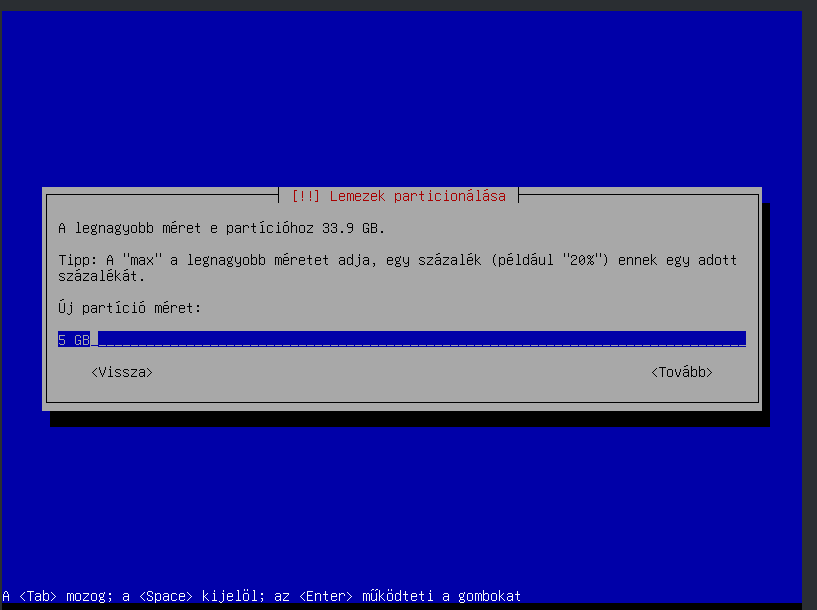 [!!] Lemezek particionálása
A legnagyobb méret e partícióhoz 33.9 GB.
Tipp: A "max" a legnagyobb méretet adja, egy százalék (például "20%") ennek egy adott
százalékát.
Új partíció méret:
5 GB
<Vissza> <Tovább>
A <Tab> mozog; a <Space> kijelöl; az <Enter> működteti a gombokat